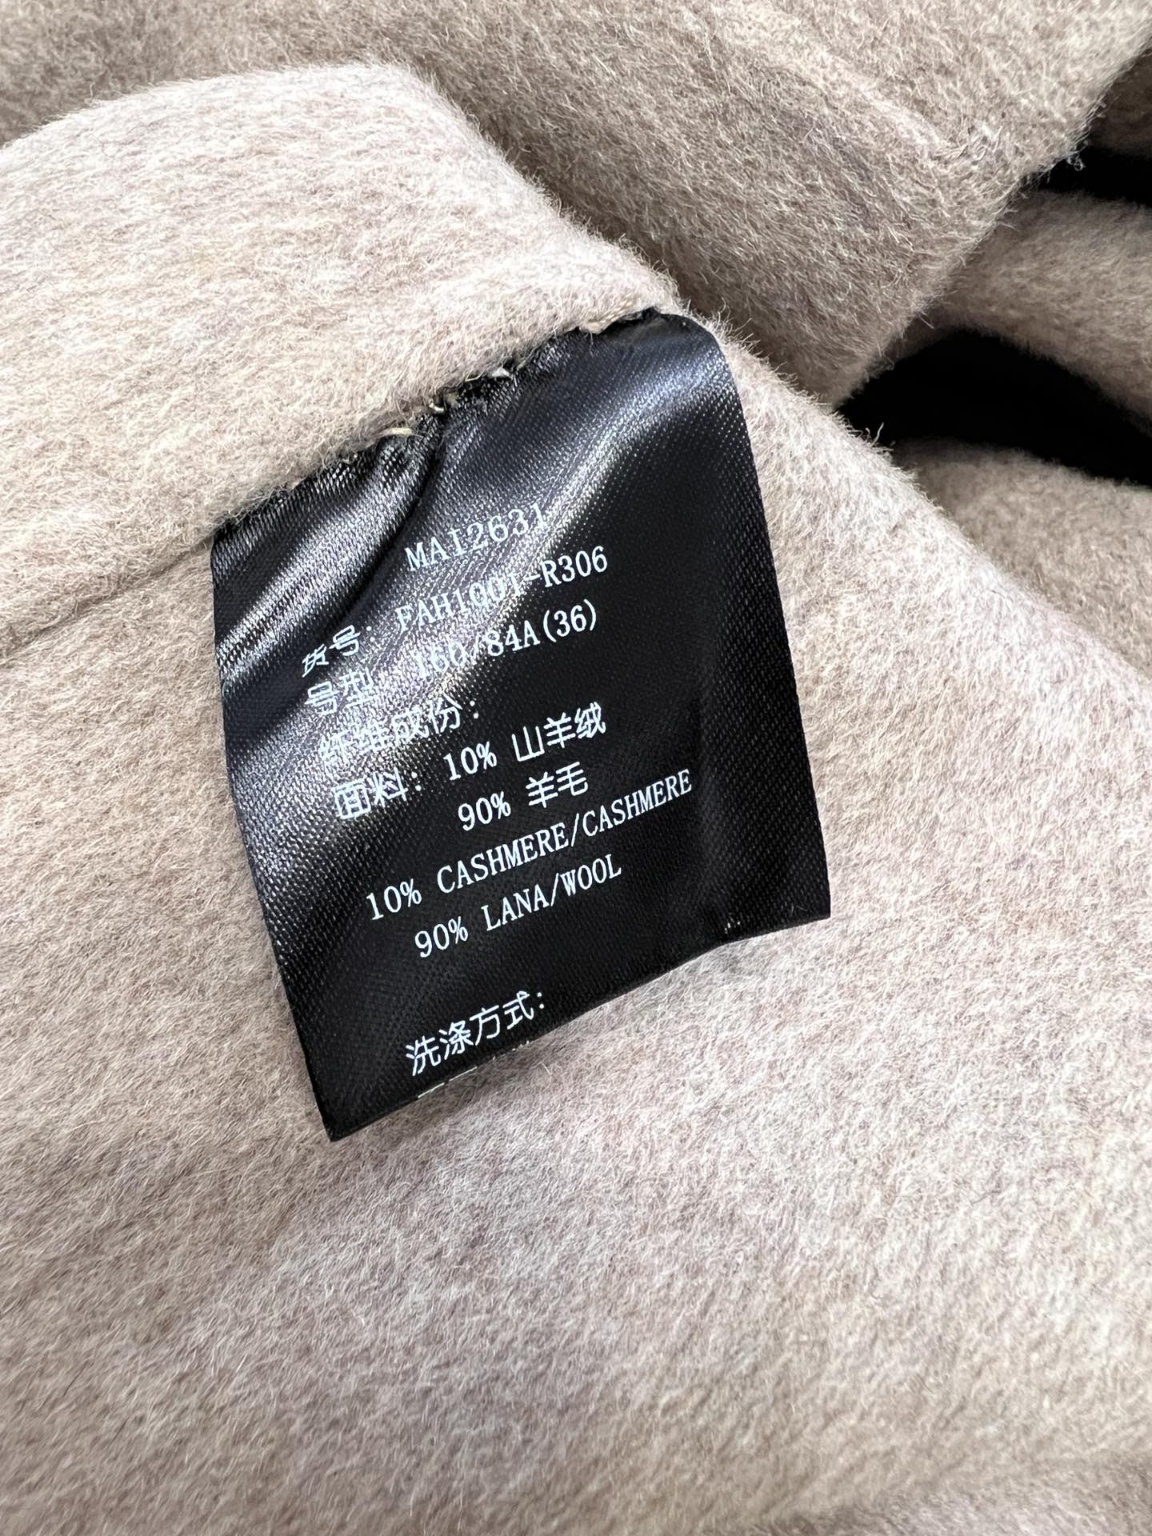 MAI2631
货号: FAH1001-R306
号型 160/84A(36)
纤维成份:
面料: 10% 山羊绒
90% 羊毛
10% CASHMERE/CASHMERE
90% LANA/WOOL
洗涤方式: